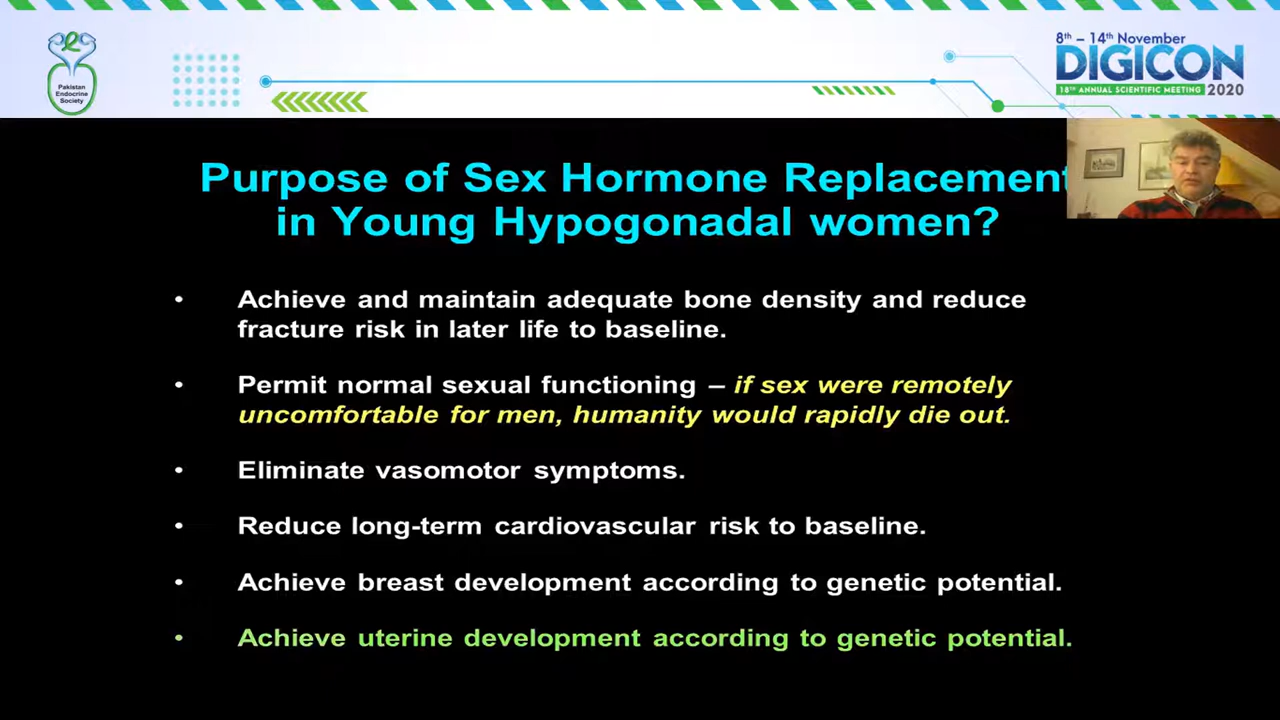 Pakistan
Endocrine
Society
8th – 14th November
DIGICON
18TH ANNUAL SCIENTIFIC MEETING 2020
Purpose of Sex Hormone Replacement
in Young Hypogonadal women?
• Achieve and maintain adequate bone density and reduce
fracture risk in later life to baseline.
• Permit normal sexual functioning – if sex were remotely
uncomfortable for men, humanity would rapidly die out.
• Eliminate vasomotor symptoms.
• Reduce long-term cardiovascular risk to baseline.
• Achieve breast development according to genetic potential.
• Achieve uterine development according to genetic potential.